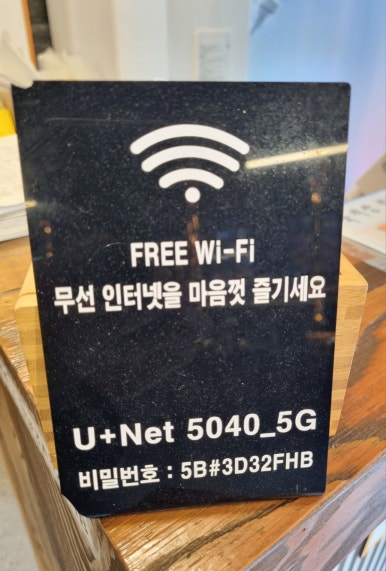 FREE Wi-Fi
무선 인터넷을 마음껏 즐기세요
U+Net 5040_5G
비밀번호 : 5B#3D32FHB